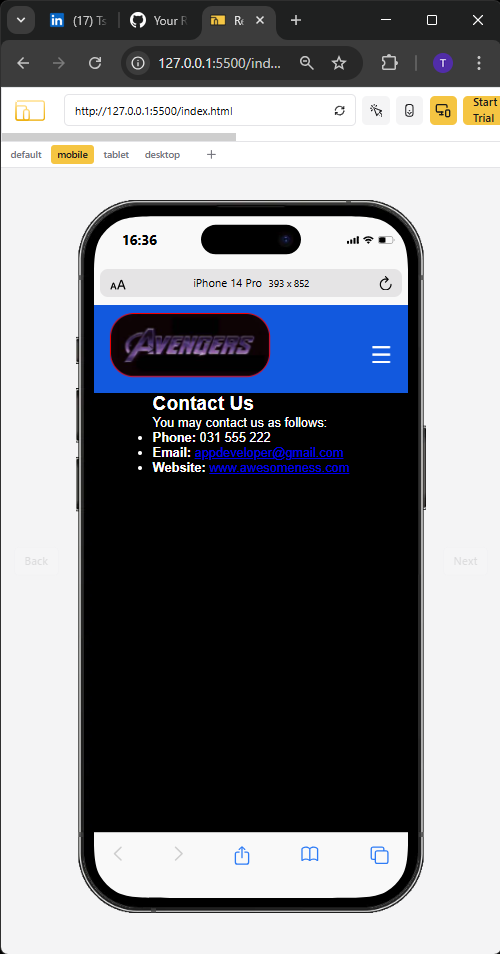 (17) Ts
Your R
Re
127.0.0.1:5500/ind...
T
http://127.0.0.1:5500/index.html
Start
Trial
default
mobile
tablet
desktop
+
16:36
AA
iPhone 14 Pro 393 x 852
AVENGERS
Contact Us
You may contact us as follows:
• Phone: 031 555 222
• Email: appdeveloper@gmail.com
• Website: www.awesomeness.com
Back
Next